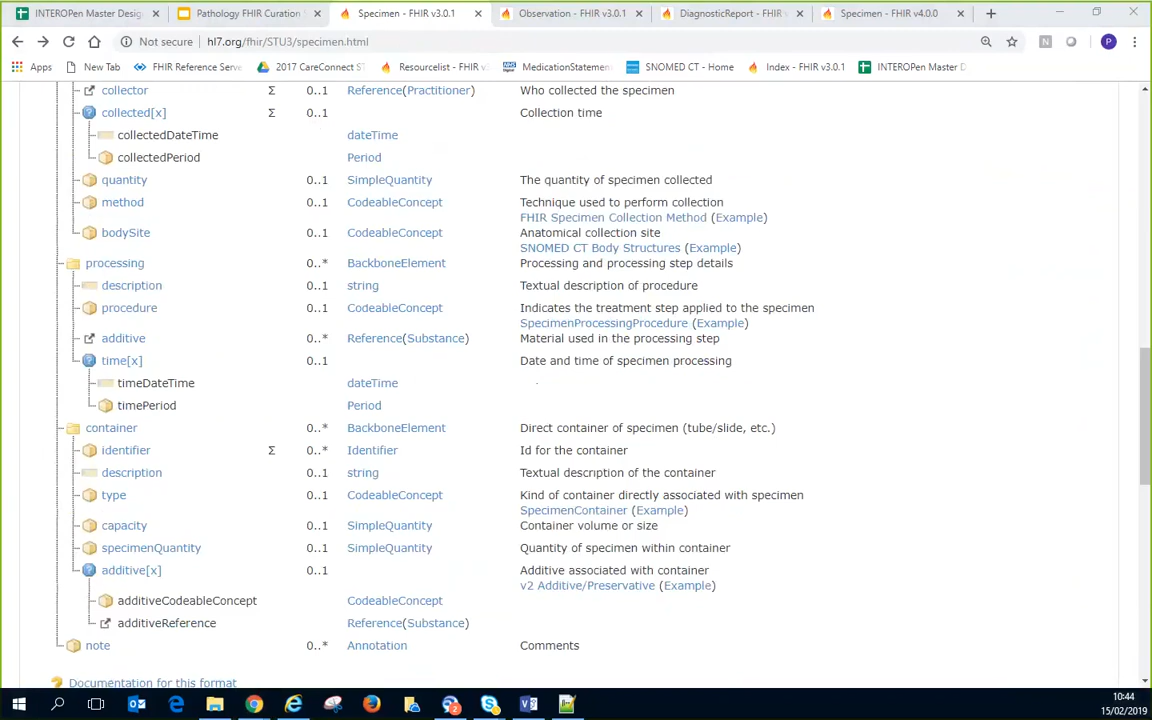 INTEROPen Master Design
Pathology FHIR Curation
Specimen - FHIR v3.0.1
Observation - FHIR v3.0.1
DiagnosticReport - FHIR v
Specimen - FHIR v4.0.0
Not secure hl7.org/fhir/STU3/specimen.html
P
Apps New Tab FHIR Reference Serve 2017 CareConnect ST Resourcelist - FHIR v MedicationStatemen SNOMED CT - Home Index - FHIR v3.0.1 INTEROPen Master D
collector Σ 0..1 Reference(Practitioner) Who collected the specimen
collected[x] Σ 0..1 Collection time
collectedDateTime dateTime
collectedPeriod Period
quantity 0..1 SimpleQuantity The quantity of specimen collected
method 0..1 CodeableConcept Technique used to perform collection
FHIR Specimen Collection Method (Example)
bodySite 0..1 CodeableConcept Anatomical collection site
SNOMED CT Body Structures (Example)
processing 0..* BackboneElement Processing and processing step details
description 0..1 string Textual description of procedure
procedure 0..1 CodeableConcept Indicates the treatment step applied to the specimen
SpecimenProcessingProcedure (Example)
additive 0..* Reference(Substance) Material used in the processing step
time[x] 0..1 Date and time of specimen processing
timeDateTime dateTime
timePeriod Period
container 0..* BackboneElement Direct container of specimen (tube/slide, etc.)
identifier Σ 0..* Identifier Id for the container
description 0..1 string Textual description of the container
type 0..1 CodeableConcept Kind of container directly associated with specimen
SpecimenContainer (Example)
capacity 0..1 SimpleQuantity Container volume or size
specimenQuantity 0..1 SimpleQuantity Quantity of specimen within container
additive[x] 0..1 Additive associated with container
v2 Additive/Preservative (Example)
additiveCodeableConcept CodeableConcept
additiveReference Reference(Substance)
note 0..* Annotation Comments
Documentation for this format
10:44
15/02/2019